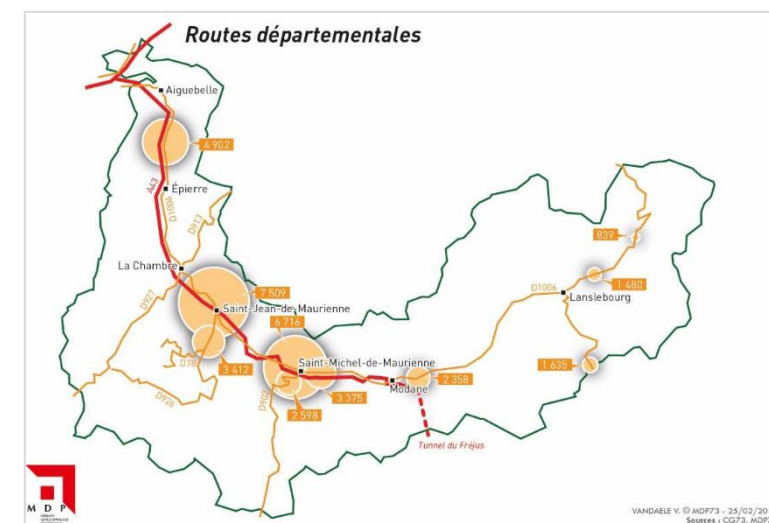 Routes départementales
Aiguebelle
4 902
A43
D1006
Épierre
D913
La Chambre
D927
7 509
Saint-Jean-de-Maurienne
6 716
D78
3 412
D926
Saint-Michel-de-Maurienne
D902
2 598
3 375
Modane
2 358
Tunnel du Fréjus
839
1 480
D1006
Lanslebourg
1 635
M D P
VANDAELE V. © MDP73 - 25/02/20
Sources : CG73, MDP